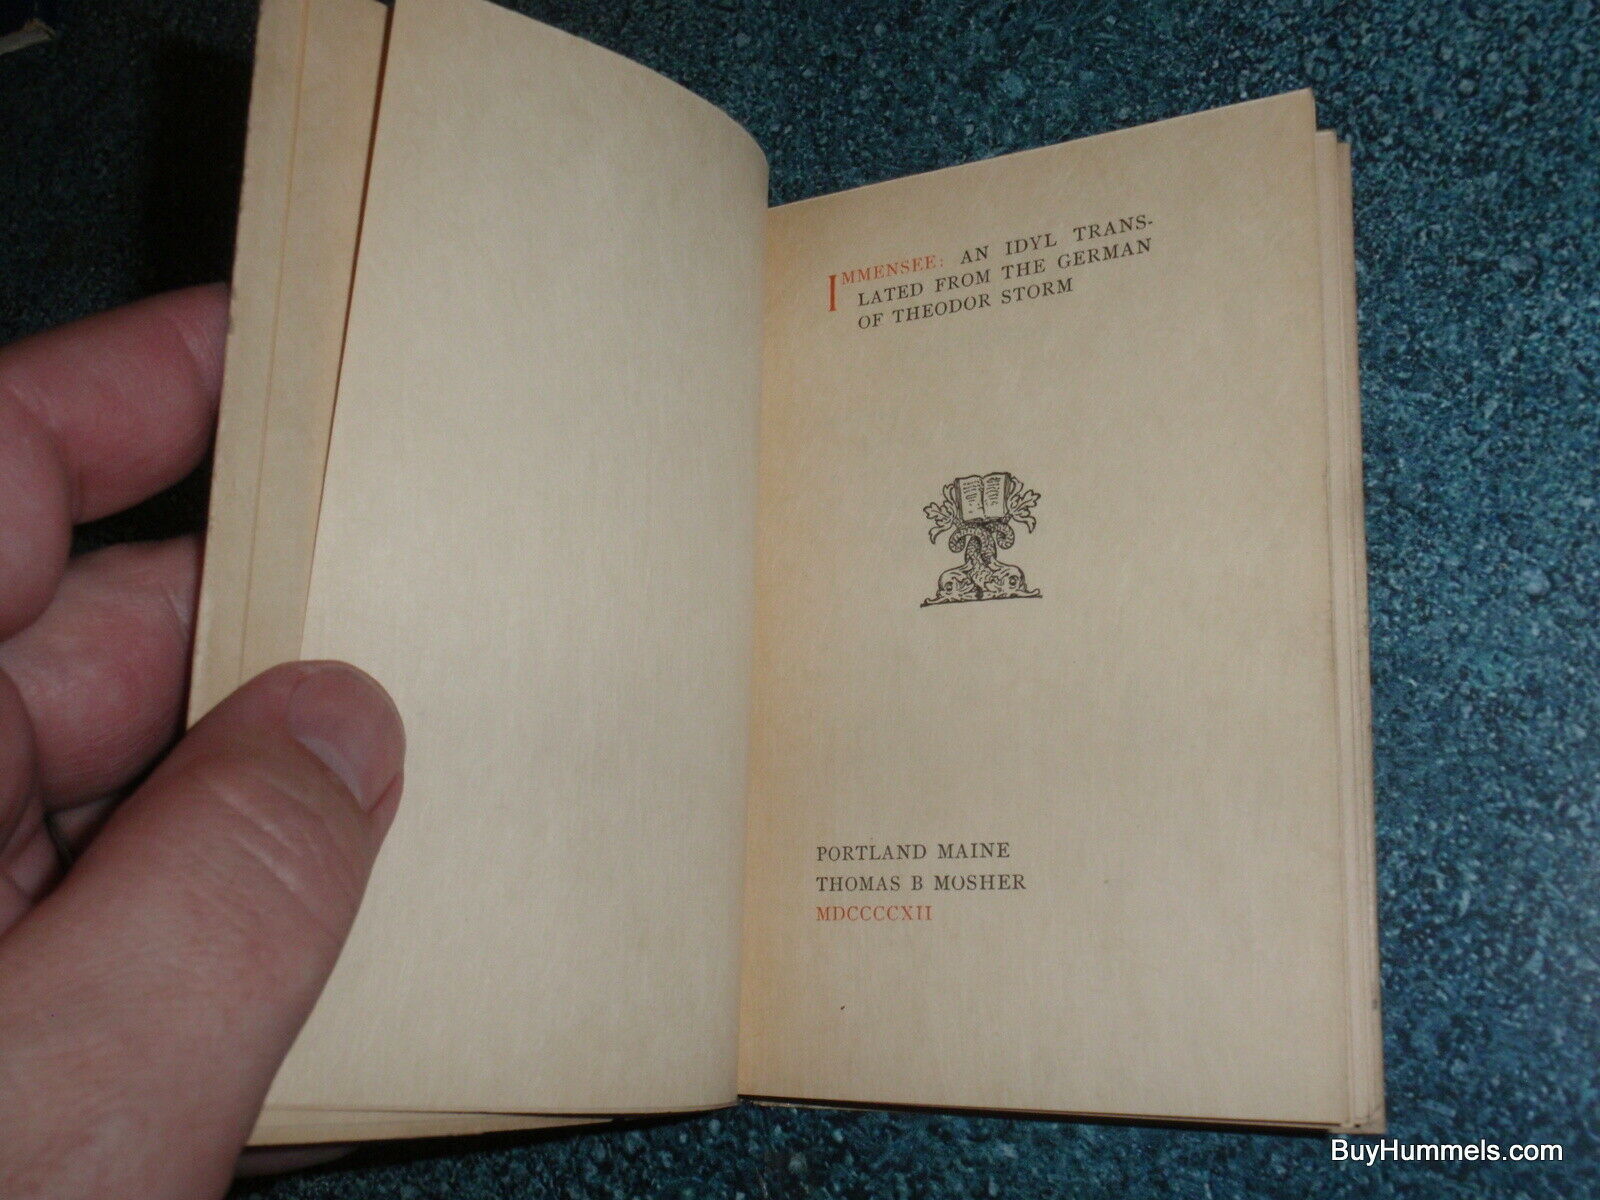 IMMENSEE: AN IDYL TRANS-
LATED FROM THE GERMAN
OF THEODOR STORM
PORTLAND MAINE
THOMAS B MOSHER
MDCCCCXII
BuyHummels.com